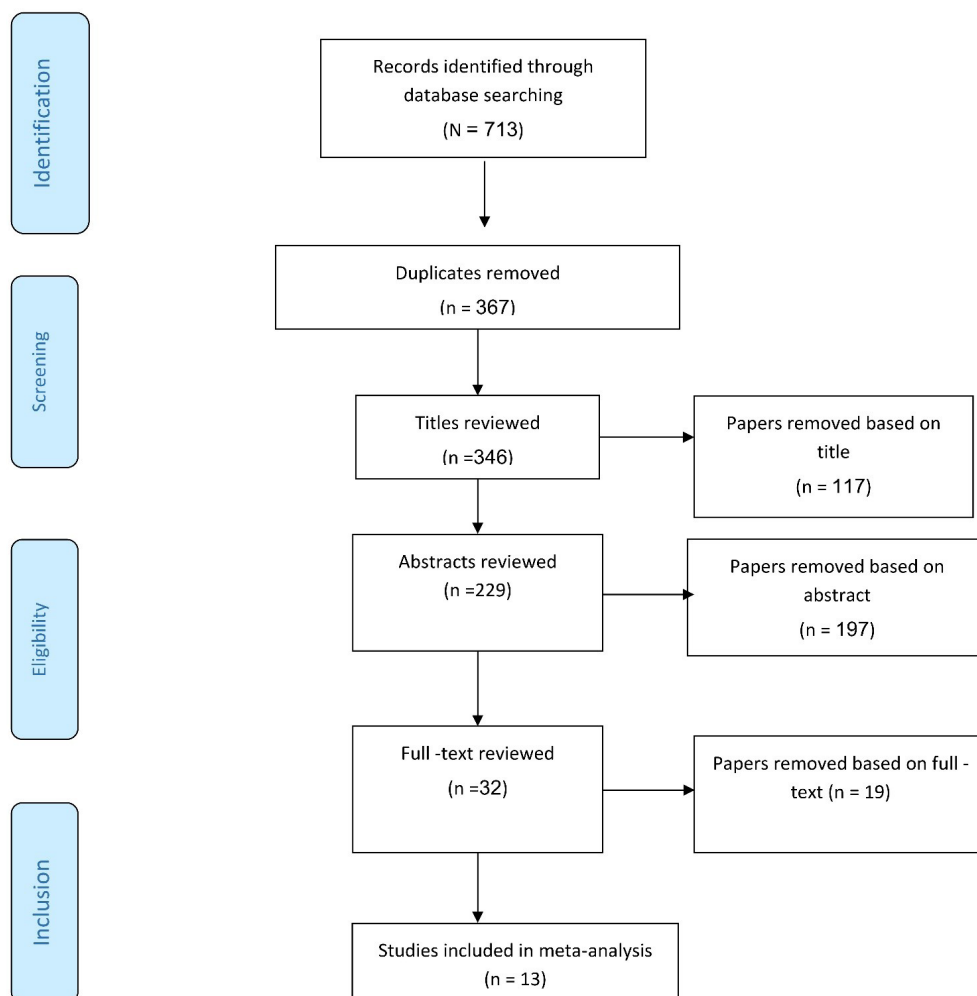 Identification
Records identified through
database searching
(N = 713)
Duplicates removed
(n = 367)
Screening
Titles reviewed
(n =346)
Papers removed based on
title
(n = 117)
Eligibility
Abstracts reviewed
(n =229)
Papers removed based on
abstract
(n = 197)
Full -text reviewed
(n =32)
Papers removed based on full -
text (n = 19)
Inclusion
Studies included in meta-analysis
(n = 13)